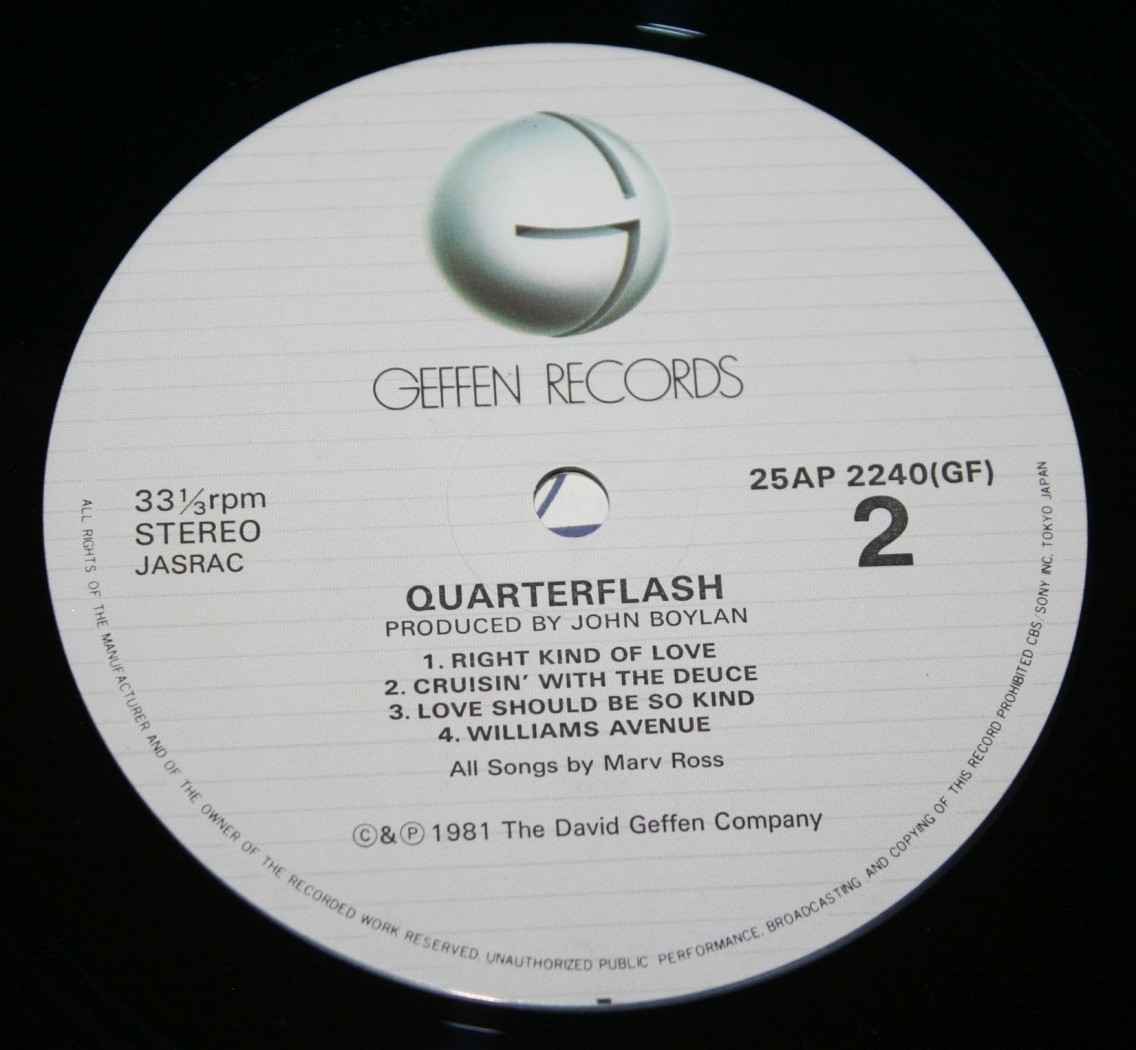 GEFFEN RECORDS
33⅓rpm
STEREO
JASRAC
25AP 2240(GF)
2
QUARTERFLASH
PRODUCED BY JOHN BOYLAN
1. RIGHT KIND OF LOVE
2. CRUISIN' WITH THE DEUCE
3. LOVE SHOULD BE SO KIND
4. WILLIAMS AVENUE
All Songs by Marv Ross
Ⓒ&Ⓟ 1981 The David Geffen Company
ALL RIGHTS OF THE MANUFACTURER AND OF THE OWNER OF THE RECORDED WORK RESERVED. UNAUTHORIZED PUBLIC PERFORMANCE, BROADCASTING AND COPYING OF THIS RECORD PROHIBITED CBS/SONY INC. TOKYO JAPAN